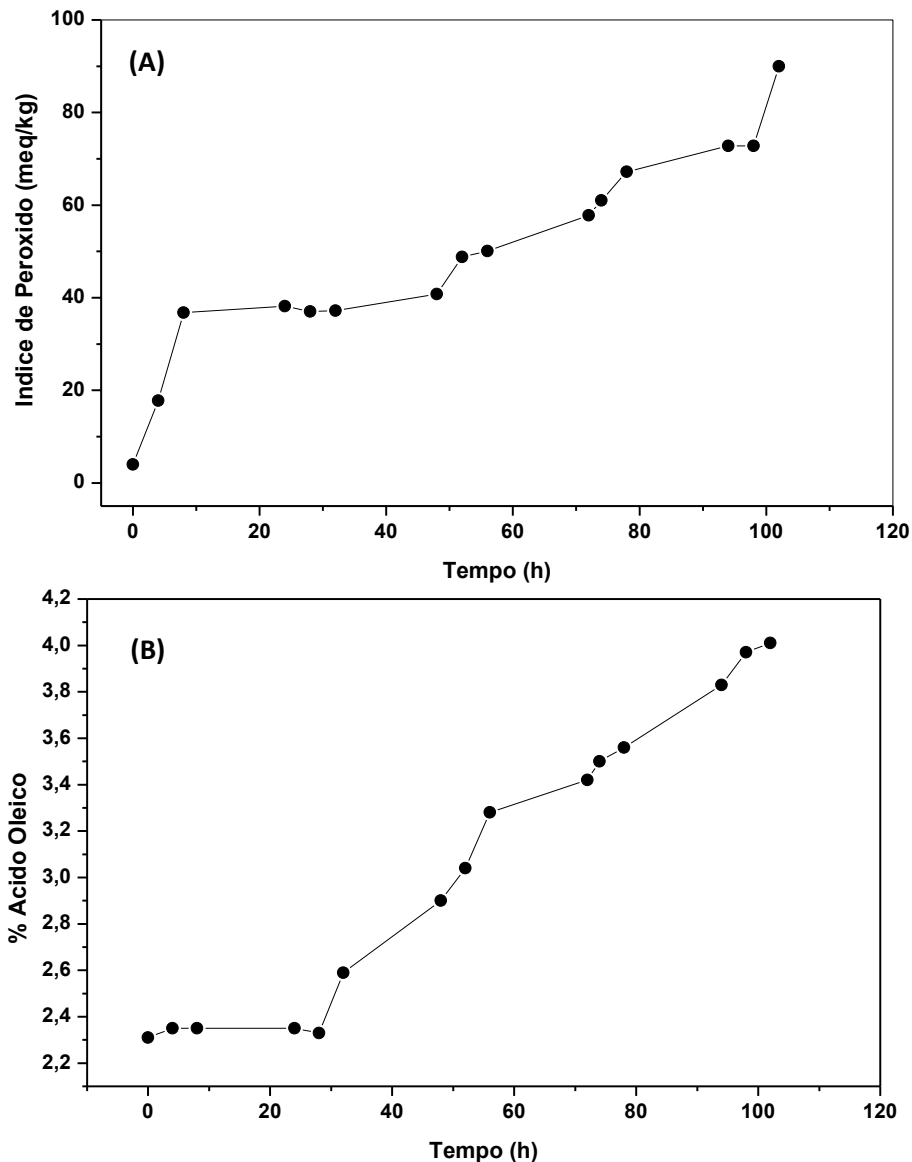 (A)
Indice de Peroxido (meq/kg)
100
80
60
40
20
0
0 20 40 60 80 100 120
Tempo (h)
(B)
% Acido Oleico
4,2
4,0
3,8
3,6
3,4
3,2
3,0
2,8
2,6
2,4
2,2
0 20 40 60 80 100 120
Tempo (h)